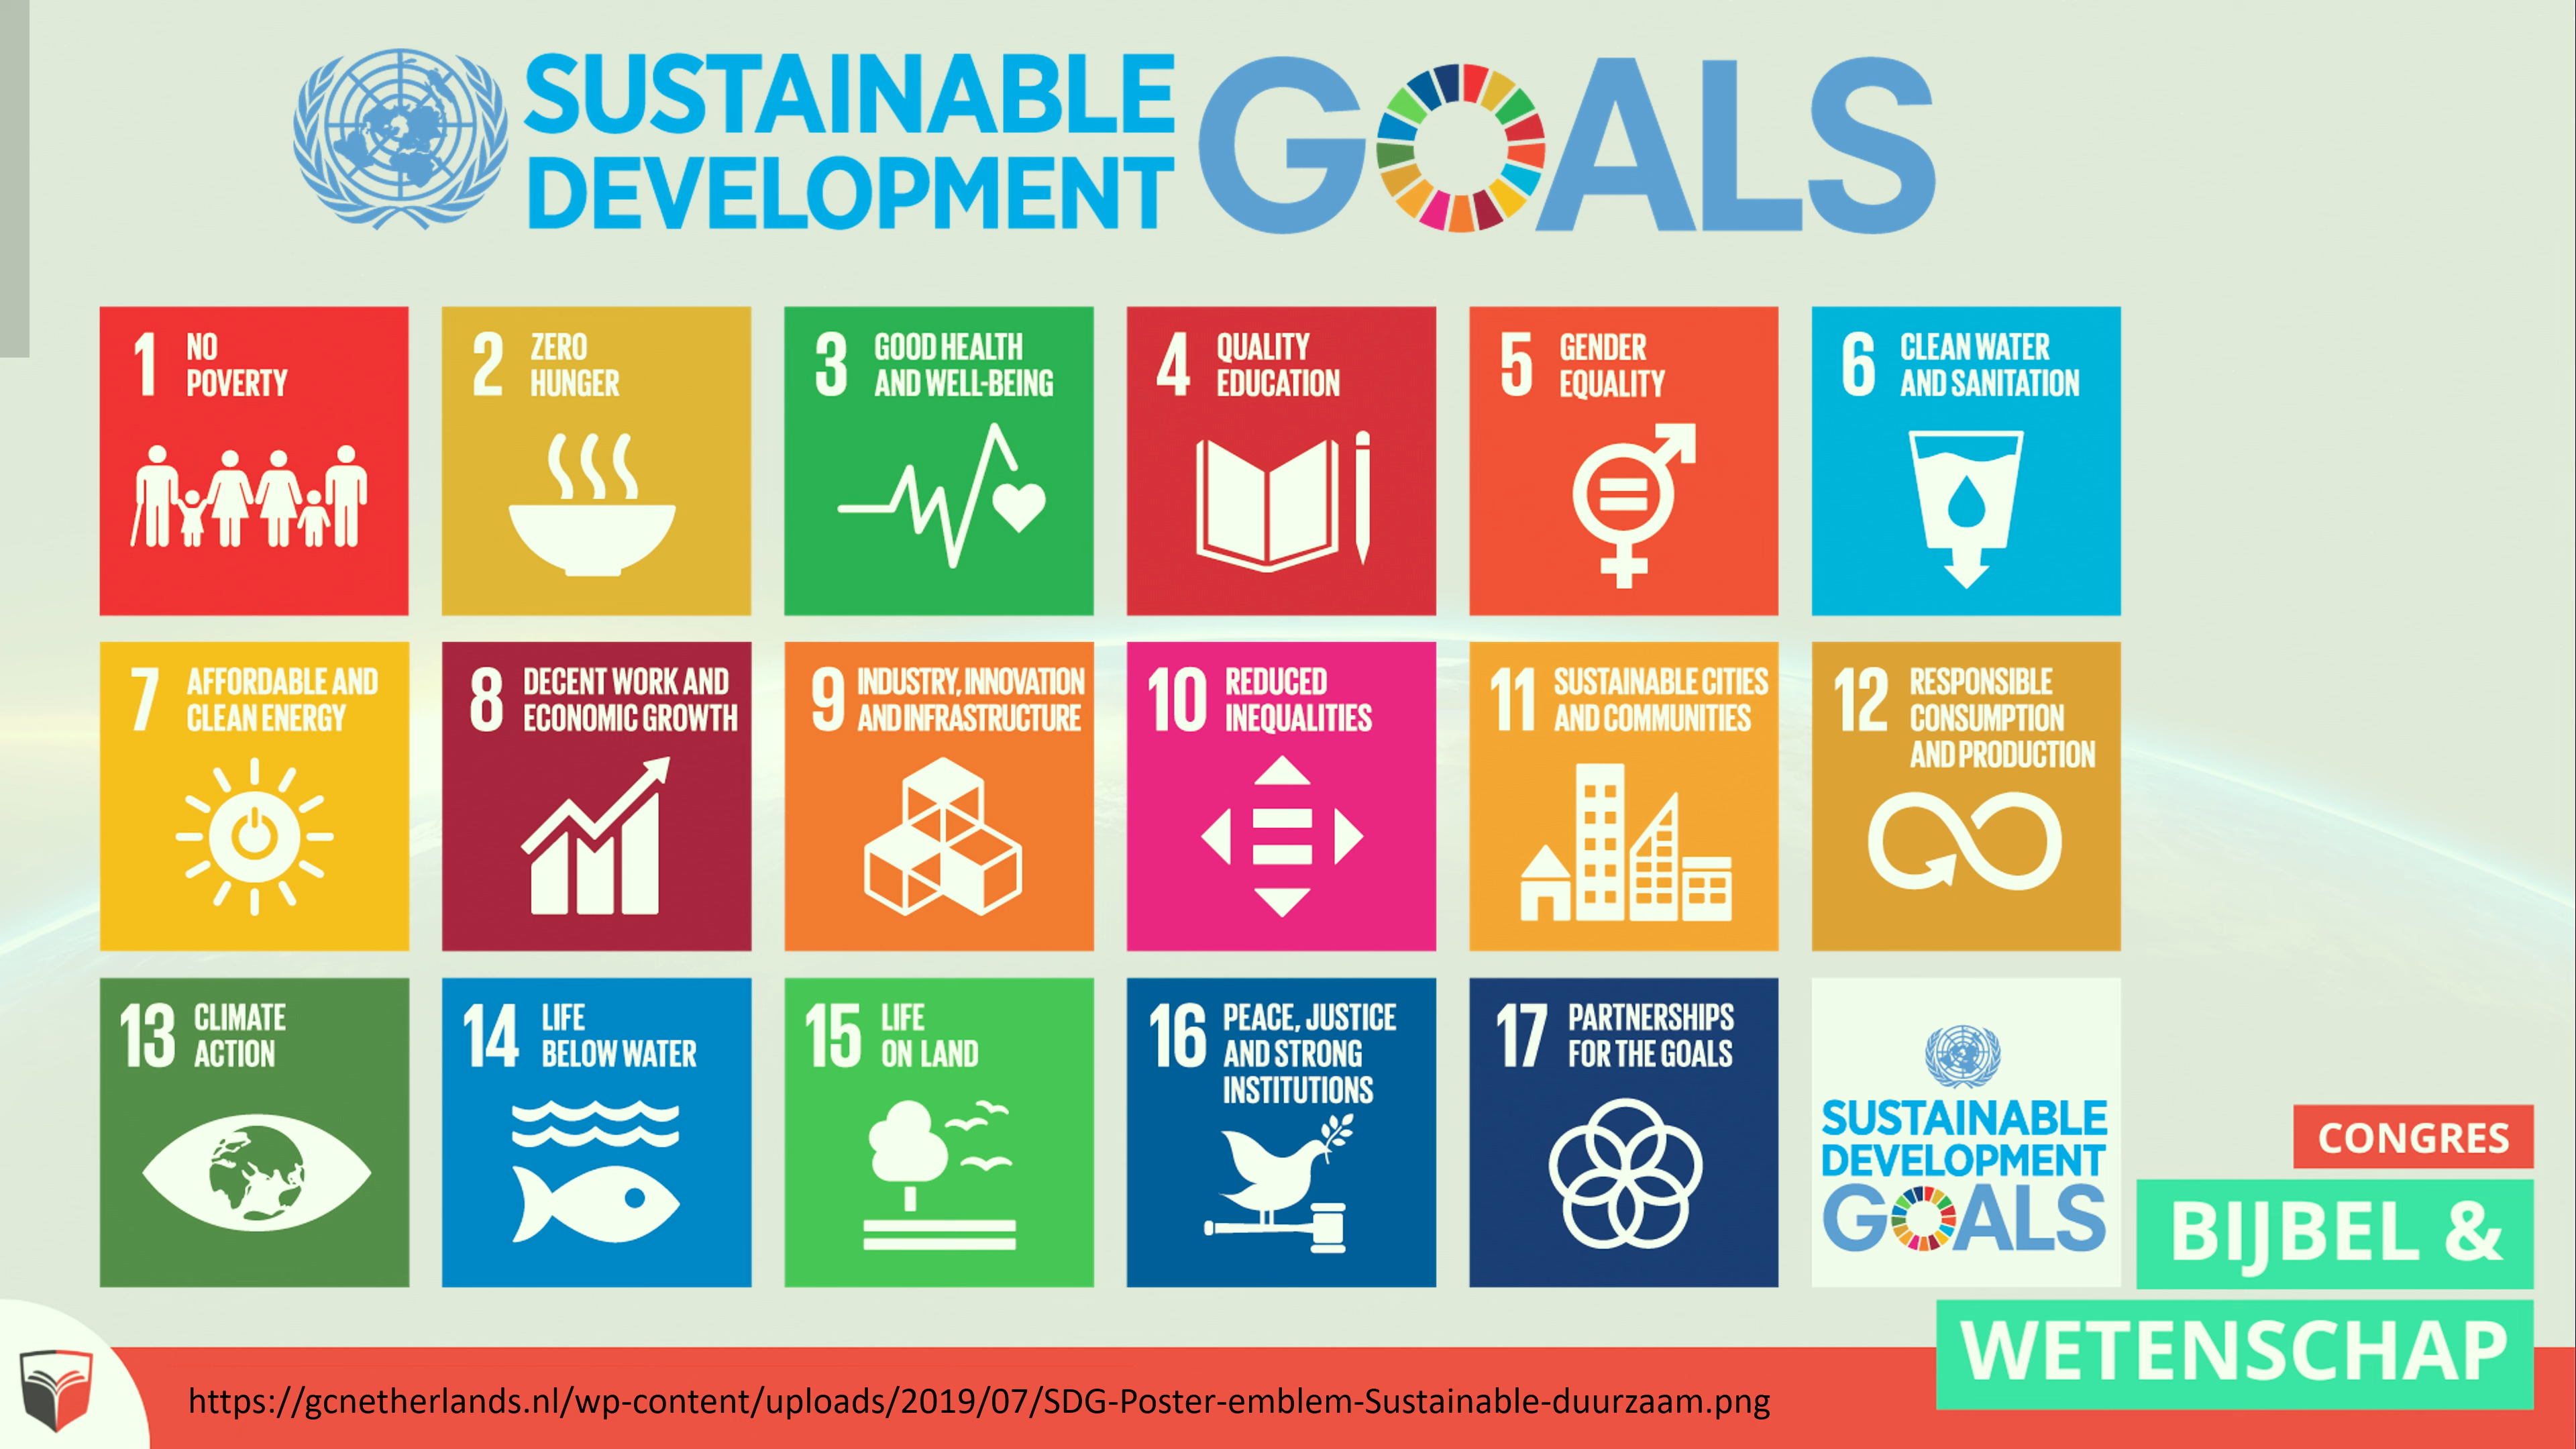 SUSTAINABLE
DEVELOPMENT
GOALS
1 NO
POVERTY
2 ZERO
HUNGER
3 GOOD HEALTH
AND WELL-BEING
4 QUALITY
EDUCATION
5 GENDER
EQUALITY
6 CLEAN WATER
AND SANITATION
7 AFFORDABLE AND
CLEAN ENERGY
8 DECENT WORK AND
ECONOMIC GROWTH
9 INDUSTRY, INNOVATION
AND INFRASTRUCTURE
10 REDUCED
INEQUALITIES
11 SUSTAINABLE CITIES
AND COMMUNITIES
12 RESPONSIBLE
CONSUMPTION
AND PRODUCTION
13 CLIMATE
ACTION
14 LIFE
BELOW WATER
15 LIFE
ON LAND
16 PEACE, JUSTICE
AND STRONG
INSTITUTIONS
17 PARTNERSHIPS
FOR THE GOALS
SUSTAINABLE
DEVELOPMENT
GOALS
CONGRES
BIJBEL &
WETENSCHAP
https://gcnetherlands.nl/wp-content/uploads/2019/07/SDG-Poster-emblem-Sustainable-duurzaam.png